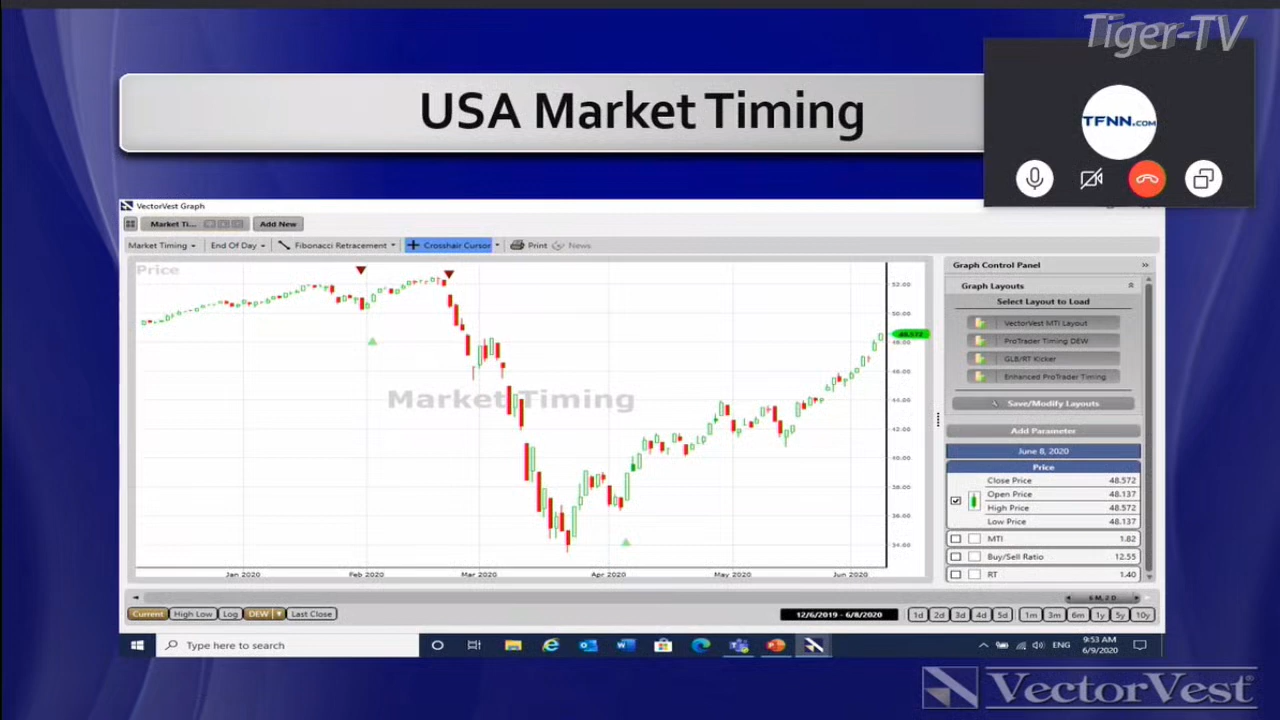 Tiger-TV
USA Market Timing
TFNN.COM
VectorVest Graph
Market Ti...
Add New
Market Timing
End Of Day
Fibonacci Retracement
Crosshair Cursor
Print
News
Price
52.00
50.00
48.572
48.00
46.00
44.00
42.00
40.00
38.00
36.00
34.00
Market Timing
Jan 2020
Feb 2020
Mar 2020
Apr 2020
May 2020
Jun 2020
Graph Control Panel
Graph Layouts
Select Layout to Load
VectorVest MTI Layout
ProTrader Timing DEW
GLB/RT Kicker
Enhanced ProTrader Timing
Save/Modify Layouts
Add Parameter
June 8, 2020
Price
Close Price 48.572
Open Price 48.137
High Price 48.572
Low Price 48.137
MTI 1.82
Buy/Sell Ratio 12.55
RT 1.40
6 M, 2 D
Current
High Low
Log
DEW
Last Close
12/6/2019 - 6/8/2020
1d 2d 3d 4d 5d 1m 3m 6m 1y 5y 10y
Type here to search
ENG
9:53 AM
6/9/2020
VectorVest®